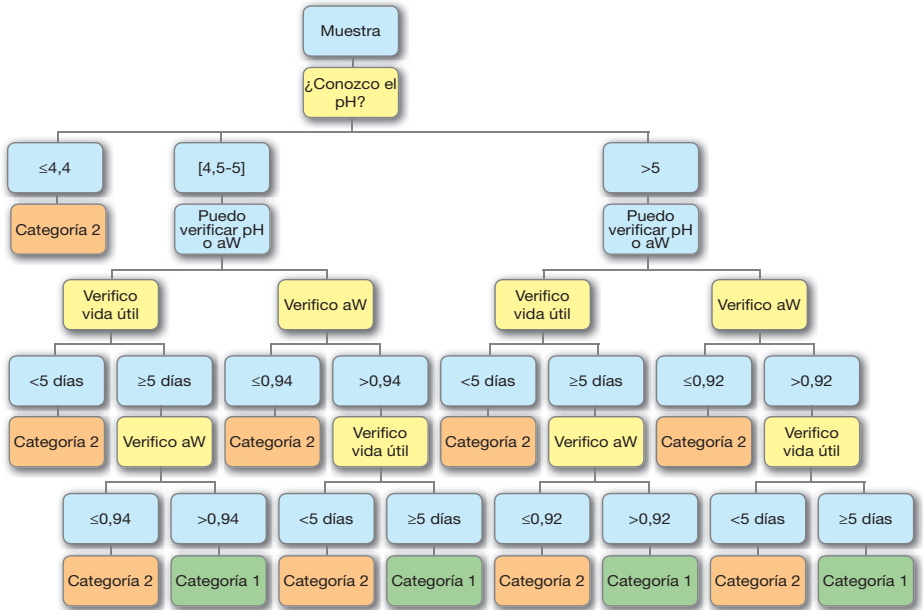 Muestra
¿Conozco el
pH?
≤4,4
[4,5-5]
>5
Categoría 2
Puedo
verificar pH
o aW
Puedo
verificar pH
o aW
Verifico
vida útil
Verifico aW
Verifico
vida útil
Verifico aW
<5 días
≥5 días
≤0,94
>0,94
<5 días
≥5 días
≤0,92
>0,92
Categoría 2
Verifico aW
Categoría 2
Verifico
vida útil
Categoría 2
Verifico aW
Categoría 2
Verifico
vida útil
≤0,94
>0,94
<5 días
≥5 días
≤0,92
>0,92
<5 días
≥5 días
Categoría 2
Categoría 1
Categoría 2
Categoría 1
Categoría 2
Categoría 1
Categoría 2
Categoría 1